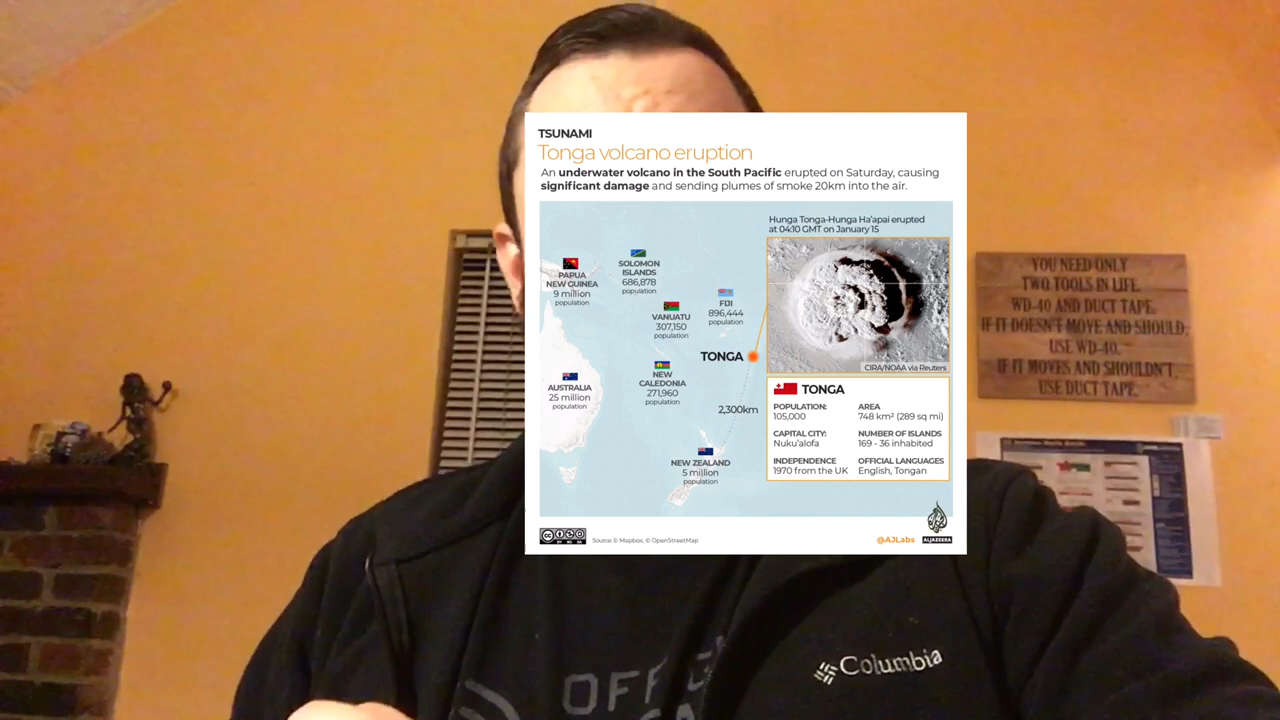 TSUNAMI
Tonga volcano eruption
An underwater volcano in the South Pacific erupted on Saturday, causing
significant damage and sending plumes of smoke 20km into the air.
Hunga Tonga-Hunga Ha'apai erupted
at 04:10 GMT on January 15
PAPUA
NEW GUINEA
9 million
population
SOLOMON
ISLANDS
686,878
population
VANUATU
307,150
population
FIJI
896,444
population
TONGA
AUSTRALIA
25 million
population
NEW
CALEDONIA
271,960
population
2,300km
NEW ZEALAND
5 million
population
CIRA/NOAA via Reuters
TONGA
POPULATION:
105,000
AREA
748 km² (289 sq mi)
CAPITAL CITY:
Nuku'alofa
NUMBER OF ISLANDS
169 - 36 inhabited
INDEPENDENCE
1970 from the UK
OFFICIAL LANGUAGES
English, Tongan
cc BY NC SA
Source: © Mapbox, © OpenStreetMap
@AJLabs
ALJAZEERA
YOU NEED ONLY
TWO TOOLS IN LIFE.
WD-40 AND DUCT TAPE.
IF IT DOESN'T MOVE AND SHOULD;
USE WD-40.
IF IT MOVES AND SHOULDN'T,
USE DUCT TAPE.
Columbia